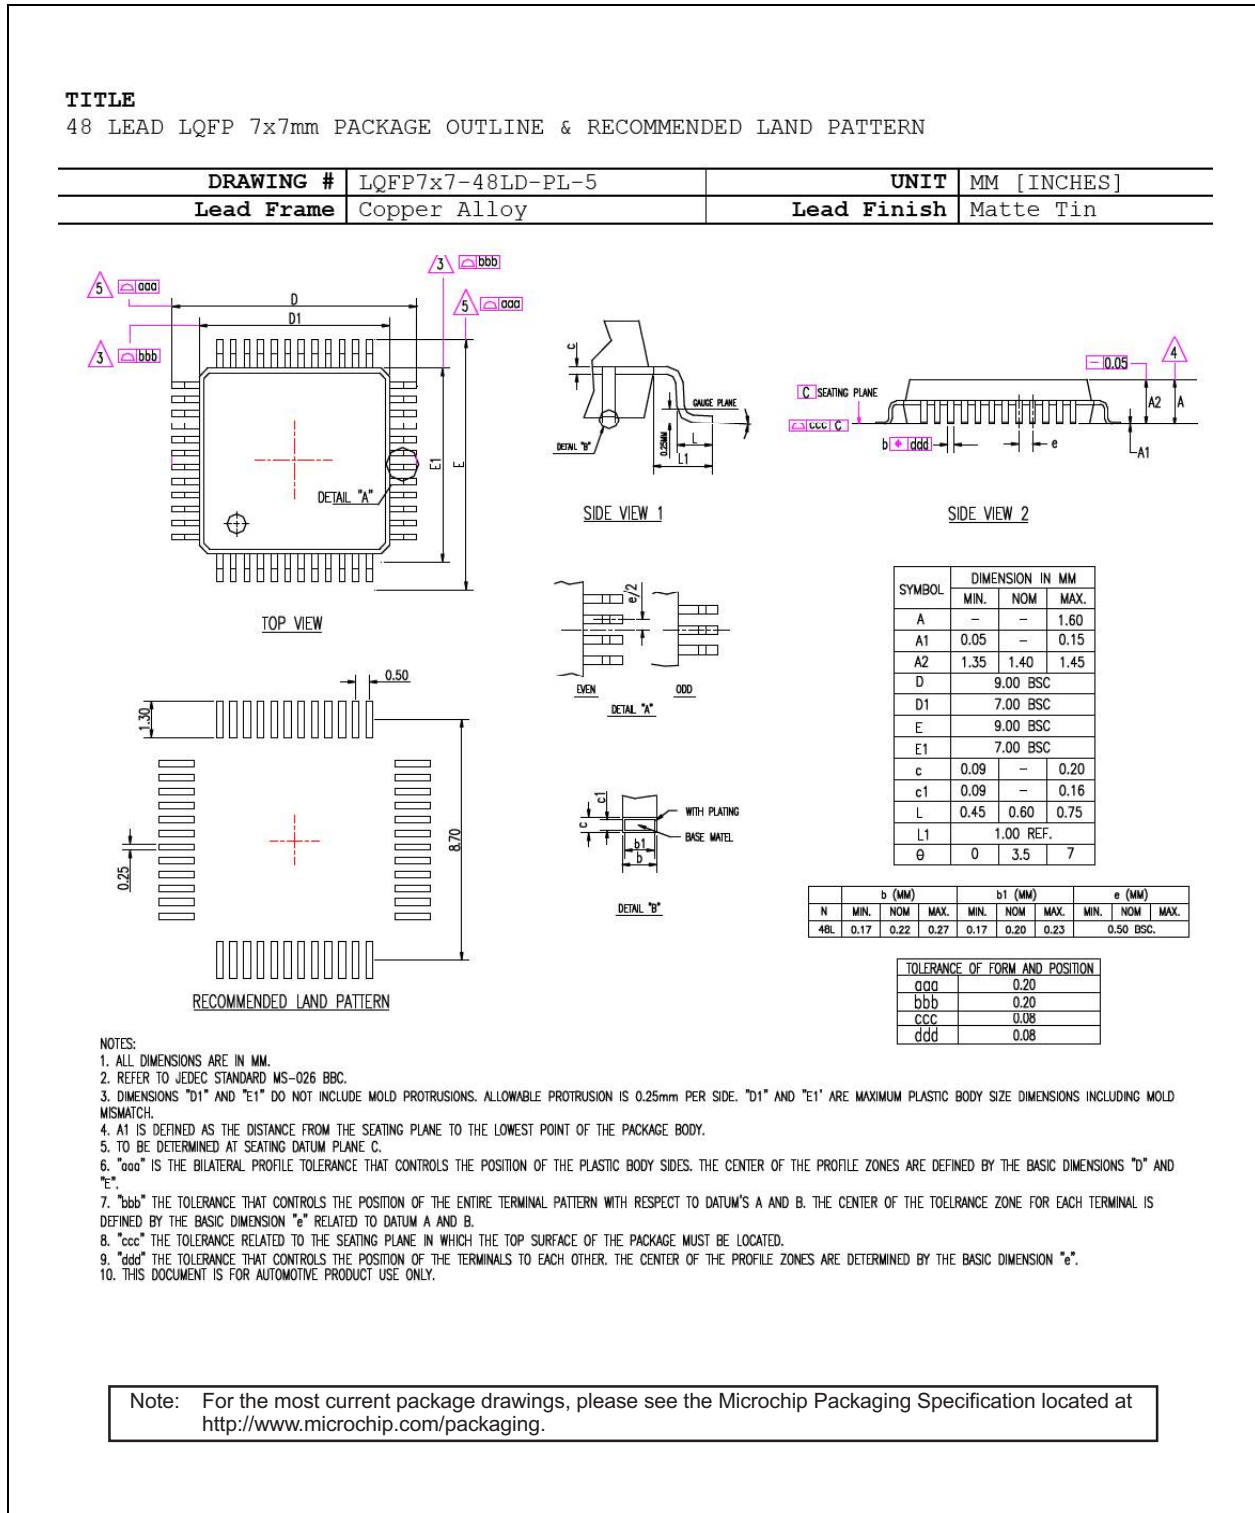 TITLE
48 LEAD LQFP 7x7mm PACKAGE OUTLINE & RECOMMENDED LAND PATTERN
DRAWING # LQFP7x7-48LD-PL-5 UNIT MM [INCHES]
Lead Frame Copper Alloy Lead Finish Matte Tin
3 bbb
5 aaa
D
5 aaa
D1
3 bbb
E1
E
DETAIL "A"
TOP VIEW
c
GAUGE PLANE
DETAIL "B"
0.25MM
L
L1
SIDE VIEW 1
4
0.05
C SEATING PLANE
A2 A
ccc C
b ddd
e
A1
SIDE VIEW 2
e/2
EVEN ODD
DETAIL "A"
SYMBOL DIMENSION IN MM
MIN. NOM MAX.
A – – 1.60
A1 0.05 – 0.15
A2 1.35 1.40 1.45
D 9.00 BSC
D1 7.00 BSC
E 9.00 BSC
E1 7.00 BSC
c 0.09 – 0.20
c1 0.09 – 0.16
L 0.45 0.60 0.75
L1 1.00 REF.
θ 0 3.5 7
0.50
1.30
8.70
0.25
RECOMMENDED LAND PATTERN
c1
c
WITH PLATING
BASE MATEL
b1
b
DETAIL "B"
b (MM) b1 (MM) e (MM)
N MIN. NOM MAX. MIN. NOM MAX. MIN. NOM MAX.
48L 0.17 0.22 0.27 0.17 0.20 0.23 0.50 BSC.
TOLERANCE OF FORM AND POSITION
aaa 0.20
bbb 0.20
ccc 0.08
ddd 0.08
NOTES:
1. ALL DIMENSIONS ARE IN MM.
2. REFER TO JEDEC STANDARD MS-026 BBC.
3. DIMENSIONS "D1" AND "E1" DO NOT INCLUDE MOLD PROTRUSIONS. ALLOWABLE PROTRUSION IS 0.25mm PER SIDE. "D1" AND "E1' ARE MAXIMUM PLASTIC BODY SIZE DIMENSIONS INCLUDING MOLD
MISMATCH.
4. A1 IS DEFINED AS THE DISTANCE FROM THE SEATING PLANE TO THE LOWEST POINT OF THE PACKAGE BODY.
5. TO BE DETERMINED AT SEATING DATUM PLANE C.
6. "aaa" IS THE BILATERAL PROFILE TOLERANCE THAT CONTROLS THE POSITION OF THE PLASTIC BODY SIDES. THE CENTER OF THE PROFILE ZONES ARE DEFINED BY THE BASIC DIMENSIONS "D" AND
"E".
7. "bbb" THE TOLERANCE THAT CONTROLS THE POSITION OF THE ENTIRE TERMINAL PATTERN WITH RESPECT TO DATUM'S A AND B. THE CENTER OF THE TOELRANCE ZONE FOR EACH TERMINAL IS
DEFINED BY THE BASIC DIMENSION "e" RELATED TO DATUM A AND B.
8. "ccc" THE TOLERANCE RELATED TO THE SEATING PLANE IN WHICH THE TOP SURFACE OF THE PACKAGE MUST BE LOCATED.
9. "ddd" THE TOLERANCE THAT CONTROLS THE POSITION OF THE TERMINALS TO EACH OTHER. THE CENTER OF THE PROFILE ZONES ARE DETERMINED BY THE BASIC DIMENSION "e".
10. THIS DOCUMENT IS FOR AUTOMOTIVE PRODUCT USE ONLY.
Note: For the most current package drawings, please see the Microchip Packaging Specification located at
http://www.microchip.com/packaging.